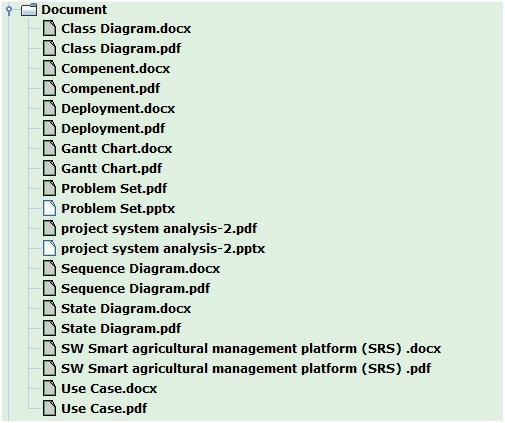 Document
Class Diagram.docx
Class Diagram.pdf
Compenent.docx
Compenent.pdf
Deployment.docx
Deployment.pdf
Gantt Chart.docx
Gantt Chart.pdf
Problem Set.pdf
Problem Set.pptx
project system analysis-2.pdf
project system analysis-2.pptx
Sequence Diagram.docx
Sequence Diagram.pdf
State Diagram.docx
State Diagram.pdf
SW Smart agricultural management platform (SRS) .docx
SW Smart agricultural management platform (SRS) .pdf
Use Case.docx
Use Case.pdf